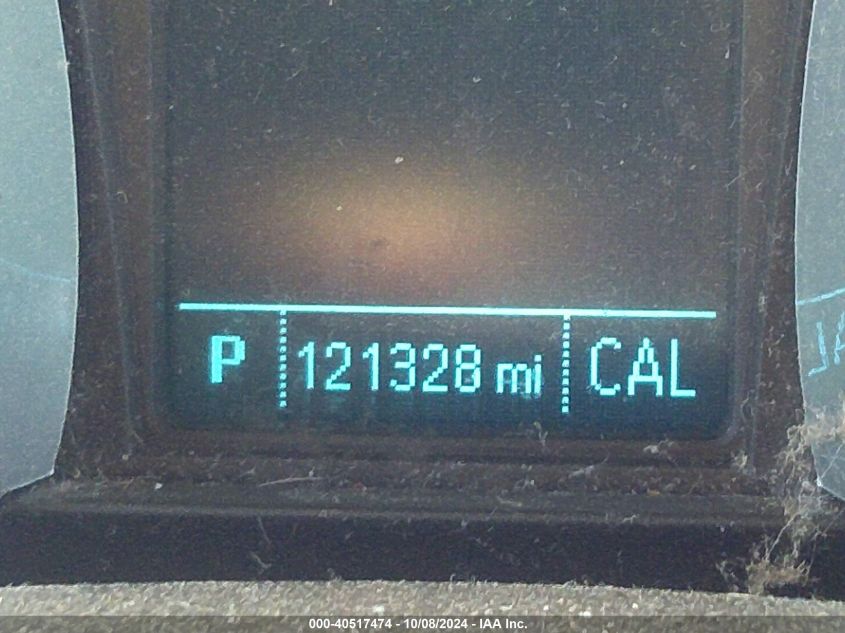 P 121328 mi CAL
000-40517474 - 10/08/2024 - IAA Inc.